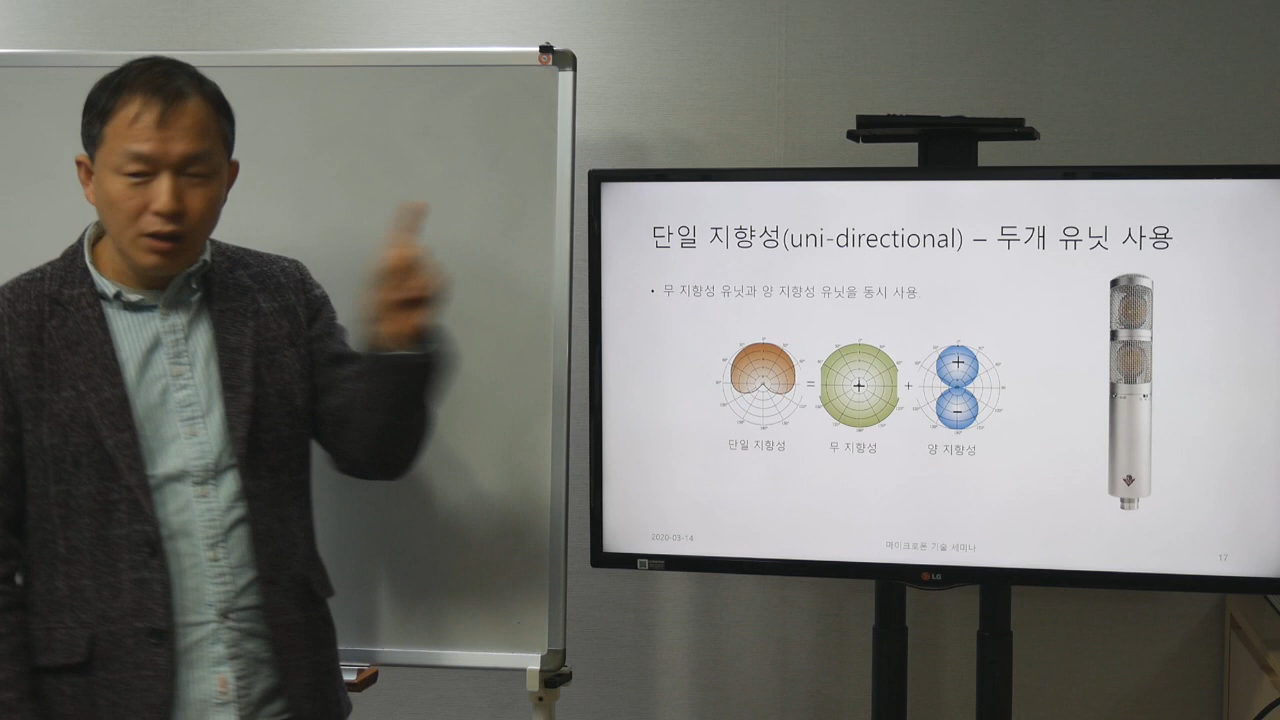 단일 지향성(uni-directional) – 두개 유닛 사용
• 무 지향성 유닛과 양 지향성 유닛을 동시 사용
= + + + −
단일 지향성 무 지향성 양 지향성
2020-03-14 마이크로폰 기술 세미나 17
LG